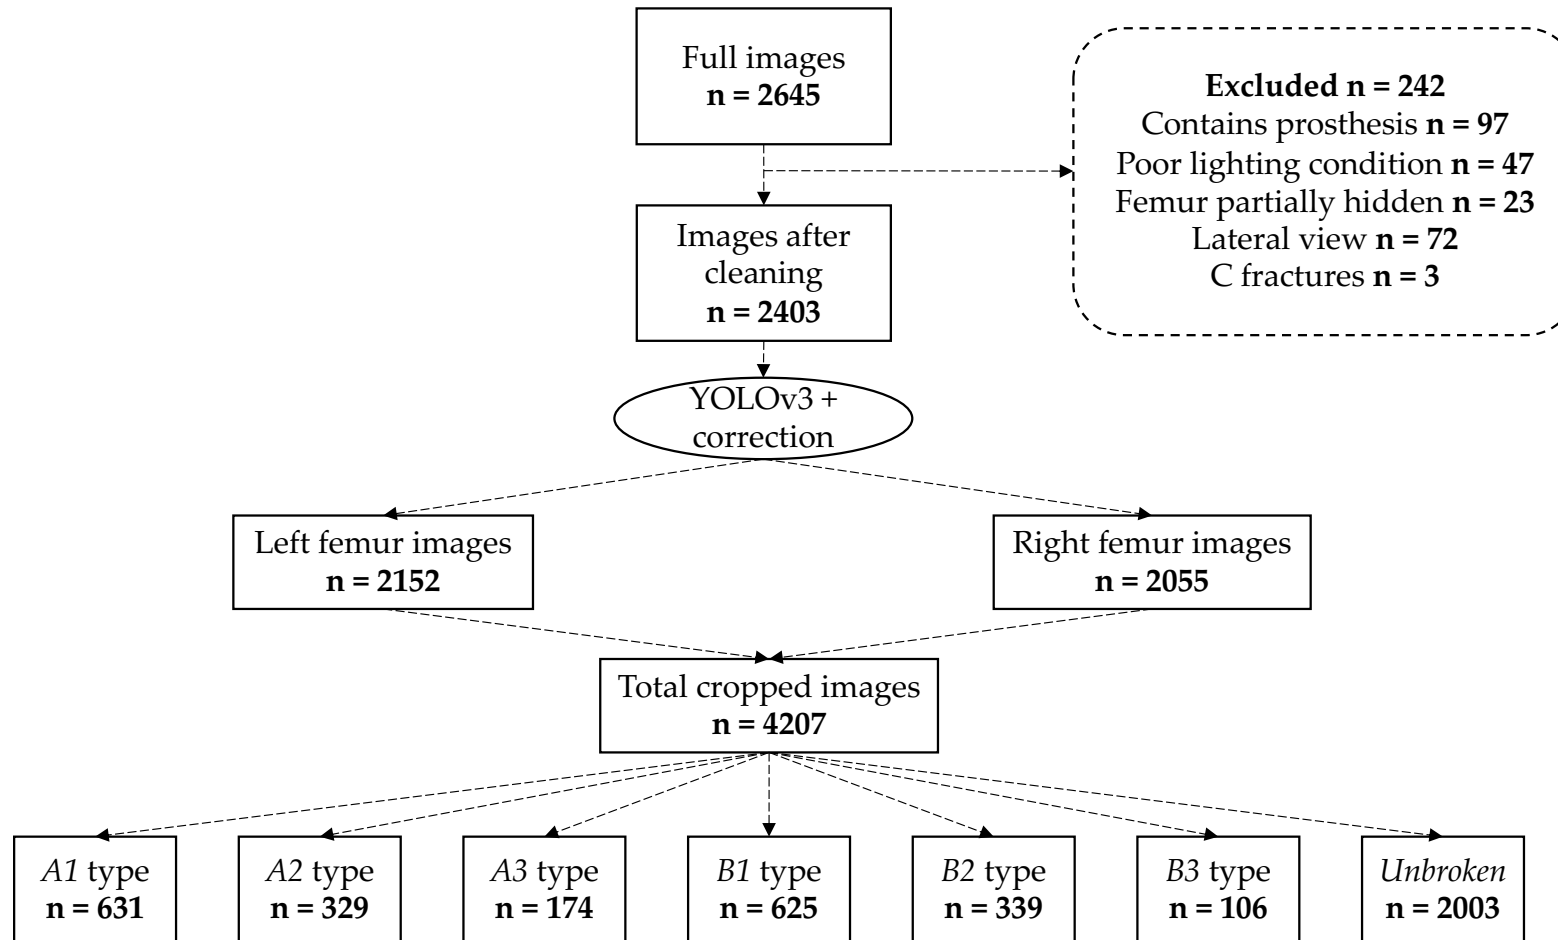 Full images
n = 2645
Excluded n = 242
Contains prosthesis n = 97
Poor lighting condition n = 47
Femur partially hidden n = 23
Lateral view n = 72
C fractures n = 3
Images after
cleaning
n = 2403
YOLOv3 +
correction
Left femur images
n = 2152
Right femur images
n = 2055
Total cropped images
n = 4207
A1 type
n = 631
A2 type
n = 329
A3 type
n = 174
B1 type
n = 625
B2 type
n = 339
B3 type
n = 106
Unbroken
n = 2003